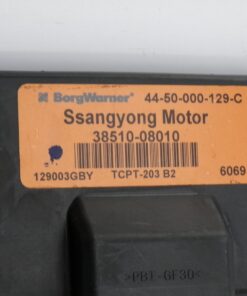 BorgWarner 44-50-000-129-C
Ssangyong Motor
38510-08010
129003GBY TCPT-203 B2 6069
>PBT-GF30<